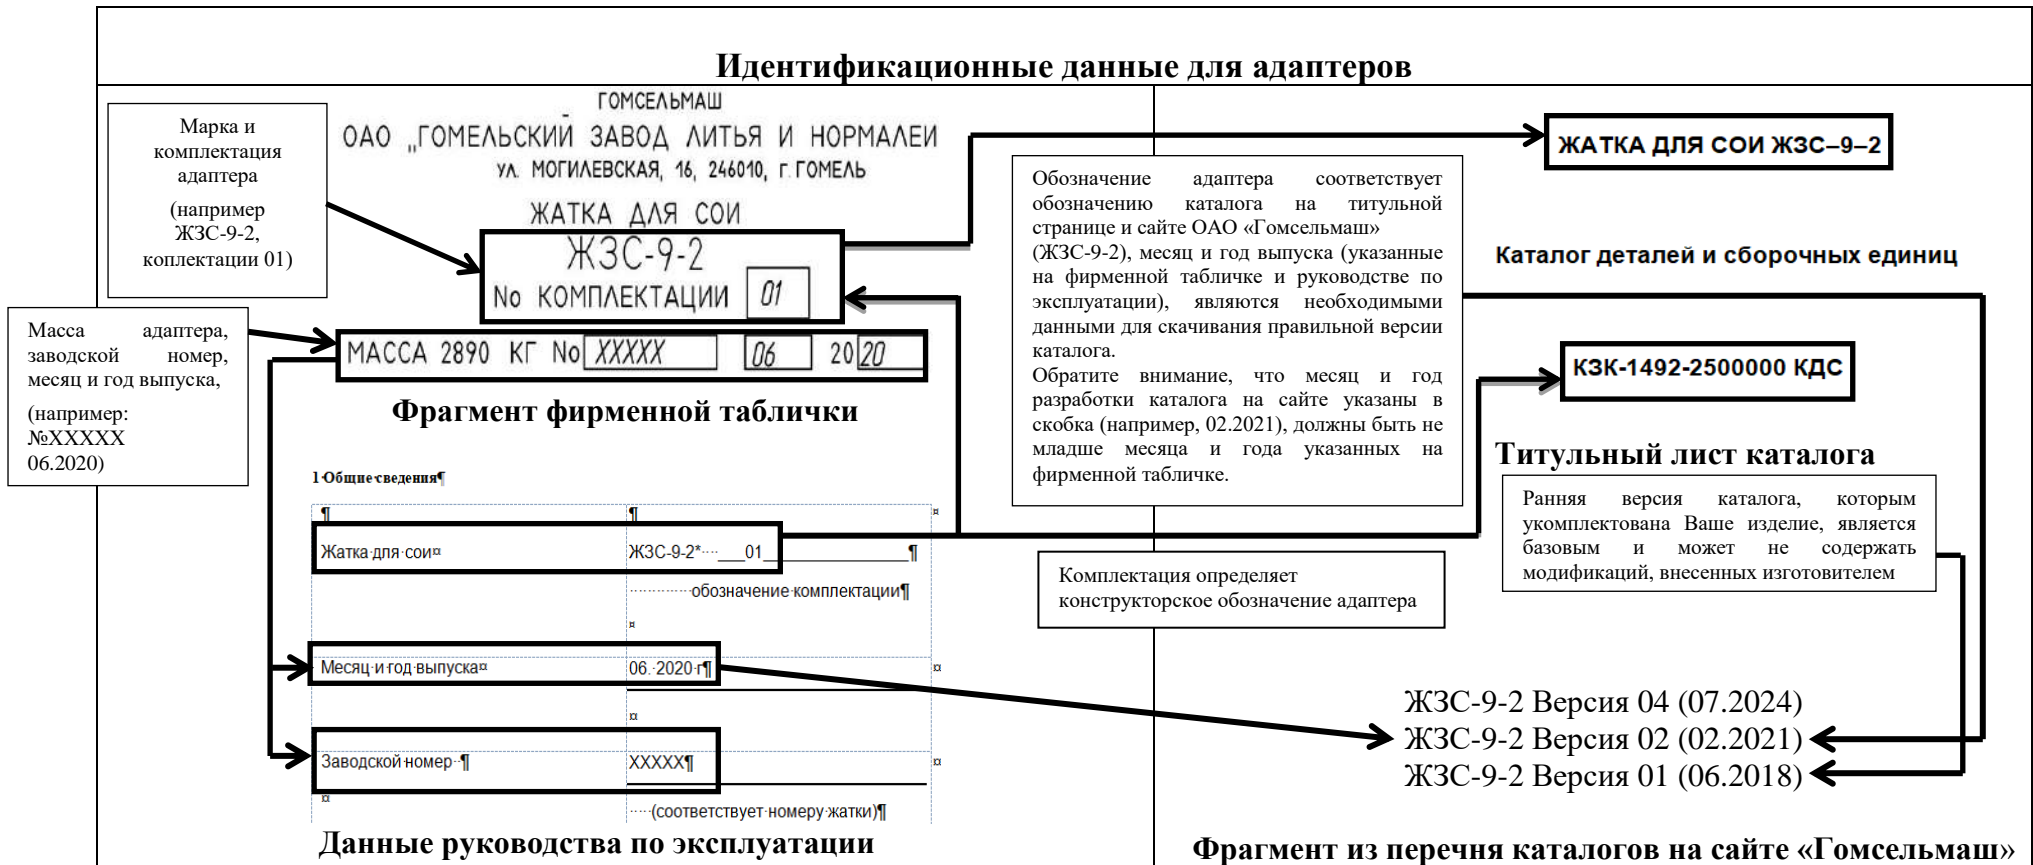 Идентификационные данные для адаптеров
Марка и
комплектация
адаптера
(например
ЖЗС-9-2,
коплектации 01)
Масса адаптера,
заводской номер,
месяц и год выпуска,
(например:
№XXXXX
06.2020)
ГОМСЕЛЬМАШ
ОАО „ГОМЕЛЬСКИЙ ЗАВОД ЛИТЬЯ И НОРМАЛЕИ
ул. МОГИЛЕВСКАЯ, 16, 246010, г. ГОМЕЛЬ
ЖАТКА ДЛЯ СОИ
ЖЗС-9-2
No КОМПЛЕКТАЦИИ 01
МАССА 2890 КГ No XXXXX 06 20 20
Фрагмент фирменной таблички
1·Общие·сведения¶
¶ ¶ ¤
Жатка·для·сои¤ ЖЗС-9-2*···· ___01________________¶
·············обозначение·комплектации¶
¤
Месяц·и·год·выпуска¤ 06.·2020·г¶ ¤
¤
Заводской·номер··¶ XXXXX¶ ¤
¤ ·····(соответствует·номеру·жатки)¶
Данные руководства по эксплуатации
Обозначение адаптера соответствует
обозначению каталога на титульной
странице и сайте ОАО «Гомсельмаш»
(ЖЗС-9-2), месяц и год выпуска (указанные
на фирменной табличке и руководстве по
эксплуатации), являются необходимыми
данными для скачивания правильной версии
каталога.
Обратите внимание, что месяц и год
разработки каталога на сайте указаны в
скобка (например, 02.2021), должны быть не
младше месяца и года указанных на
фирменной табличке.
Комплектация определяет
конструкторское обозначение адаптера
ЖАТКА ДЛЯ СОИ ЖЗС–9–2
Каталог деталей и сборочных единиц
КЗК-1492-2500000 КДС
Титульный лист каталога
Ранняя версия каталога, которым
укомплектована Ваше изделие, является
базовым и может не содержать
модификаций, внесенных изготовителем
ЖЗС-9-2 Версия 04 (07.2024)
ЖЗС-9-2 Версия 02 (02.2021)
ЖЗС-9-2 Версия 01 (06.2018)
Фрагмент из перечня каталогов на сайте «Гомсельмаш»